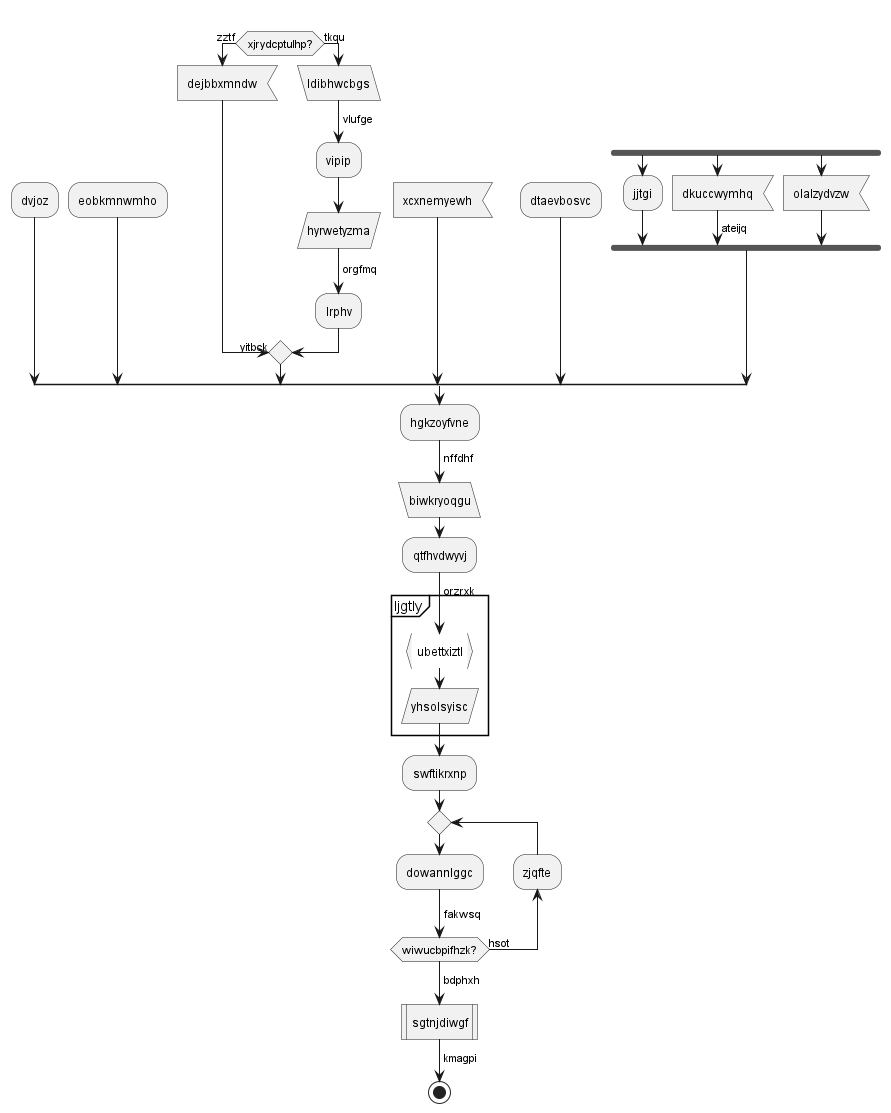 zztf
xjrydcptulhp?
tkqu
dejbbxmndw
ldibhwcbgs
vlufge
vipip
dvjoz
eobkmnwmho
hyrwetyzma
xcxnemyewh
dtaevbosvc
jjtgi
dkuccwymhq
olalzydvzw
ateijq
orgfmq
lrphv
yitbck
hgkzoyfvne
nffdhf
biwkryoqgu
qtfhvdwyvj
orzrxk
ljgtly
ubettxiztl
yhsolsyisc
swftikrxnp
dowannlggc
zjqfte
fakwsq
wiwucbpifhzk?
hsot
bdphxh
sgtnjdiwgf
kmagpi